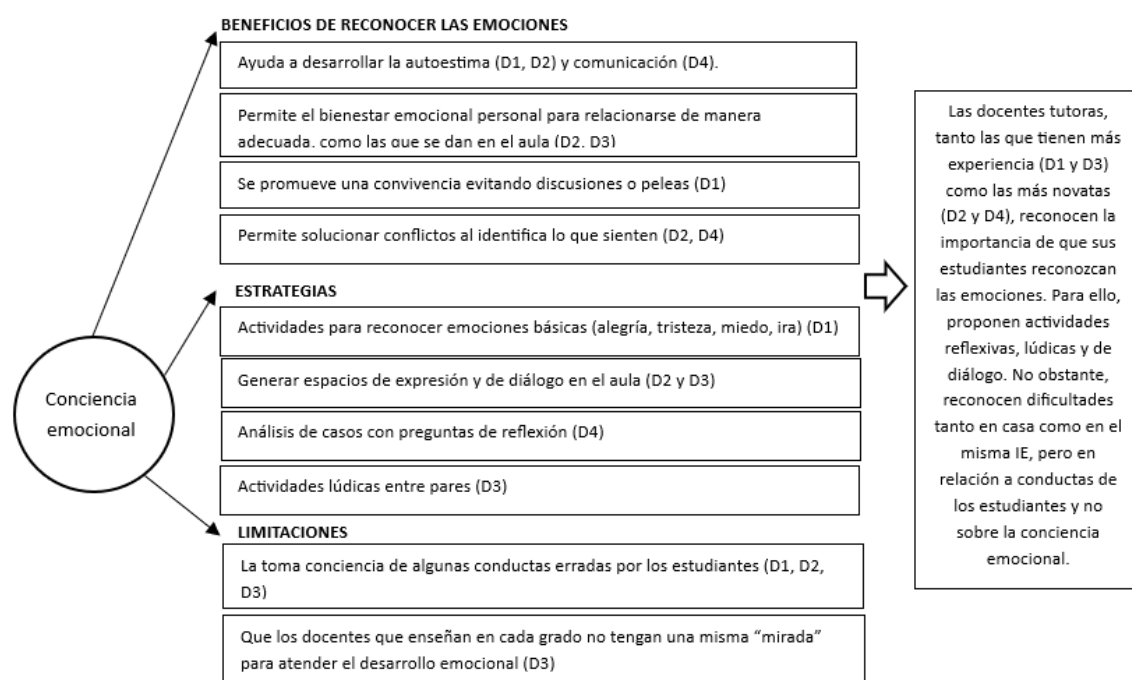 BENEFICIOS DE RECONOCER LAS EMOCIONES
Ayuda a desarrollar la autoestima (D1, D2) y comunicación (D4).
Permite el bienestar emocional personal para relacionarse de manera
adecuada, como las que se dan en el aula (D2, D3)
Se promueve una convivencia evitando discusiones o peleas (D1)
Permite solucionar conflictos al identifica lo que sienten (D2, D4)
ESTRATEGIAS
Actividades para reconocer emociones básicas (alegría, tristeza, miedo, ira) (D1)
Generar espacios de expresión y de diálogo en el aula (D2 y D3)
Análisis de casos con preguntas de reflexión (D4)
Actividades lúdicas entre pares (D3)
LIMITACIONES
La toma conciencia de algunas conductas erradas por los estudiantes (D1, D2,
D3)
Que los docentes que enseñan en cada grado no tengan una misma “mirada”
para atender el desarrollo emocional (D3)
Conciencia
emocional
Las docentes tutoras,
tanto las que tienen más
experiencia (D1 y D3)
como las más novatas
(D2 y D4), reconocen la
importancia de que sus
estudiantes reconozcan
las emociones. Para ello,
proponen actividades
reflexivas, lúdicas y de
diálogo. No obstante,
reconocen dificultades
tanto en casa como en el
misma IE, pero en
relación a conductas de
los estudiantes y no
sobre la conciencia
emocional.